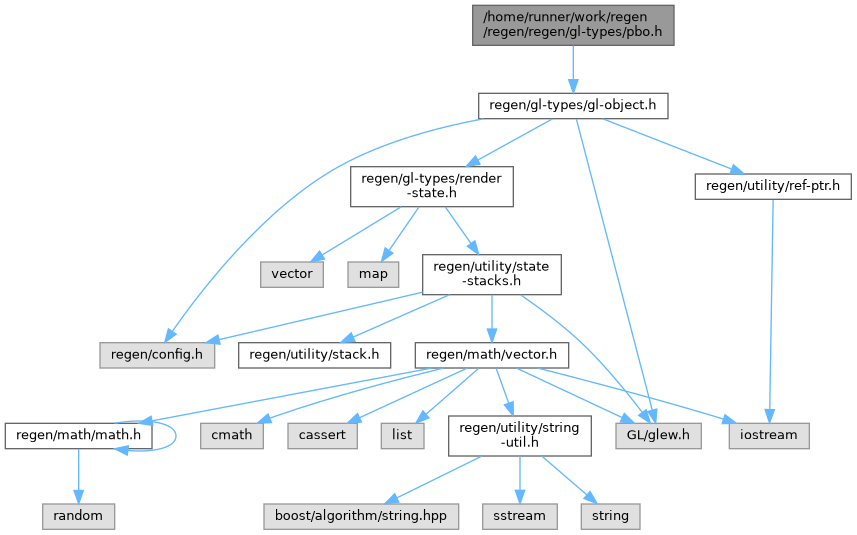 /home/runner/work/regen
/regen/regen/gl-types/pbo.h
regen/gl-types/gl-object.h
regen/gl-types/render
-state.h
regen/utility/ref-ptr.h
vector
map
regen/utility/state
-stacks.h
regen/config.h
regen/utility/stack.h
regen/math/vector.h
regen/math/math.h
cmath
cassert
list
regen/utility/string
-util.h
GL/glew.h
iostream
random
boost/algorithm/string.hpp
sstream
string